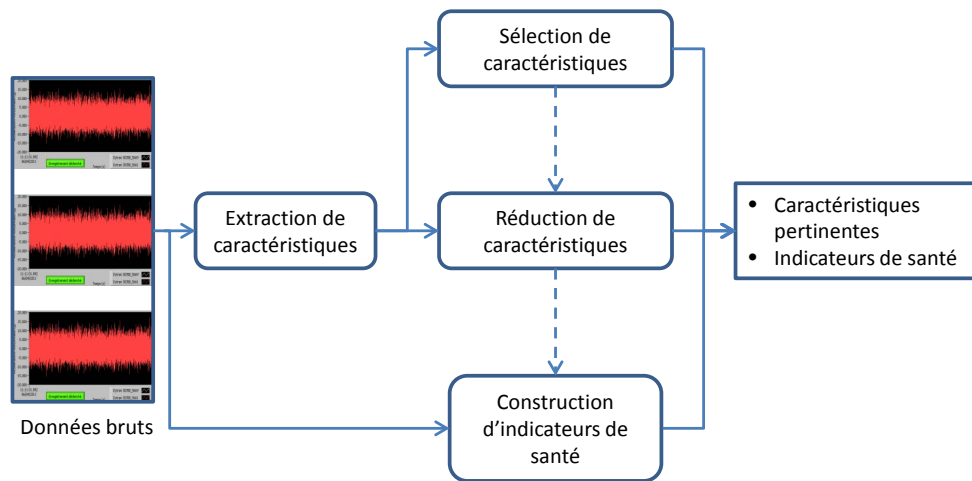 Sélection de
caractéristiques
Extraction de
caractéristiques
Réduction de
caractéristiques
• Caractéristiques
pertinentes
• Indicateurs de santé
Construction
d'indicateurs de
santé
Données bruts